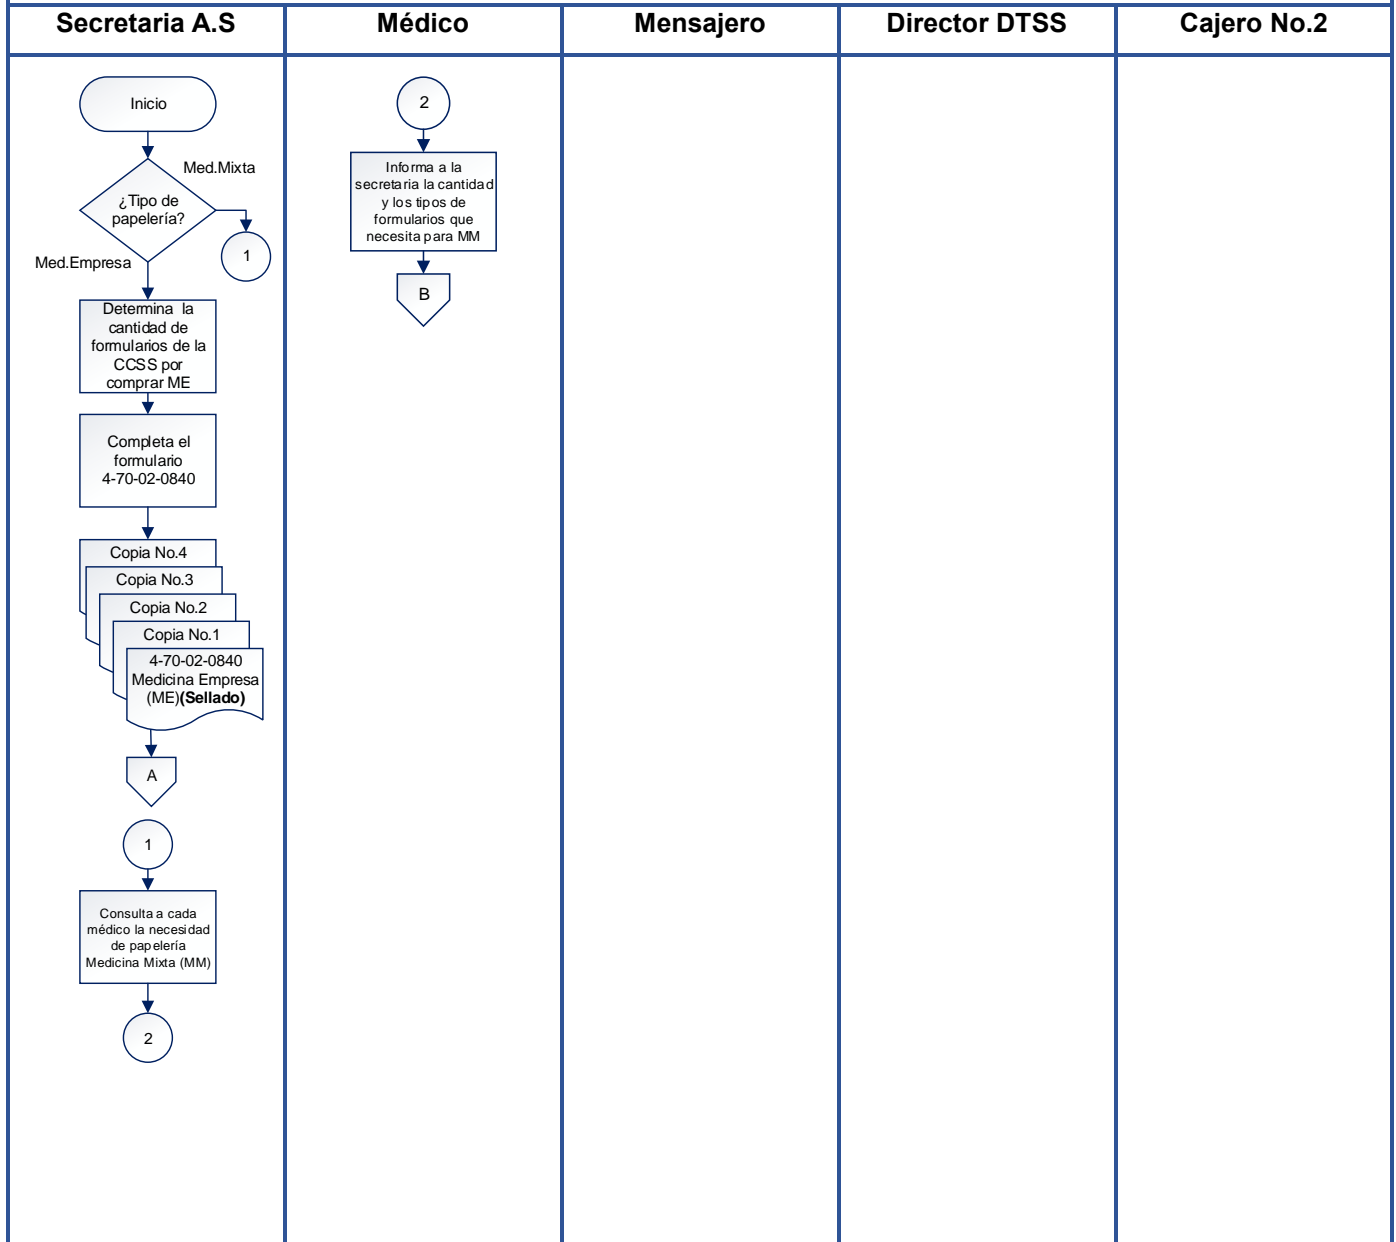 Secretaria A.S
Médico
Mensajero
Director DTSS
Cajero No.2
Inicio
Med.Mixta
¿Tipo de
papelería?
1
Med.Empresa
Determina la
cantidad de
formularios de la
CCSS por
comprar ME
Completa el
formulario
4-70-02-0840
Copia No.4
Copia No.3
Copia No.2
Copia No.1
4-70-02-0840
Medicina Empresa
(ME)(Sellado)
A
1
Consulta a cada
médico la necesidad
de papelería
Medicina Mixta (MM)
2
2
Informa a la
secretaria la cantidad
y los tipos de
formularios que
necesita para MM
B